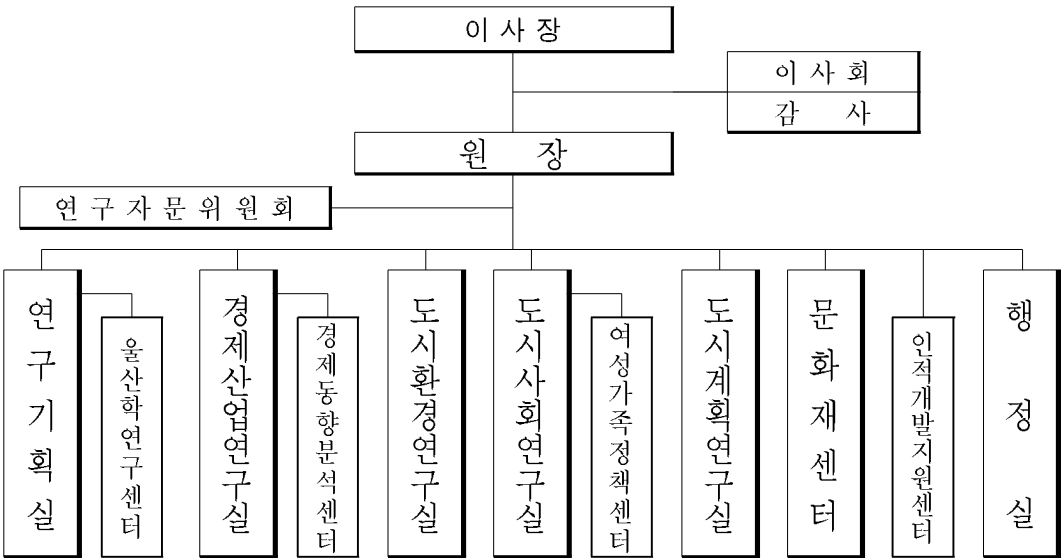 이 사 장
이 사 회
감 사
원 장
연 구 자 문 위 원 회
연구기획실
울산학연구센터
경제산업연구실
경제동향분석센터
도시환경연구실
도시사회연구실
여성가족정책센터
도시계획연구실
문화재센터
인적개발지원센터
행정실